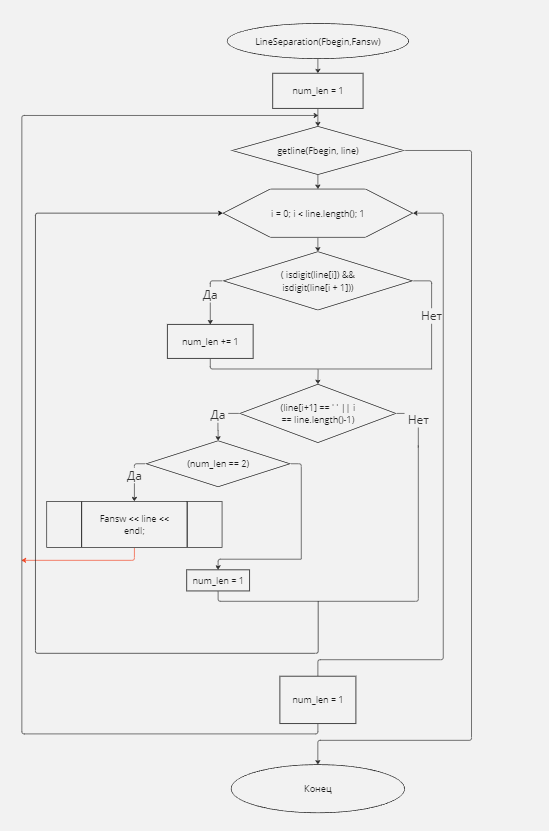 LineSeparation(Fbegin,Fansw)
num_len = 1
getline(Fbegin, line)
i = 0; i < line.length(); 1
( isdigit(line[i]) &&
isdigit(line[i + 1]))
Да
Нет
num_len += 1
(line[i+1] == ' ' || i
== line.length()-1)
Да
Нет
(num_len == 2)
Да
Fansw << line <<
endl;
num_len = 1
num_len = 1
Конец